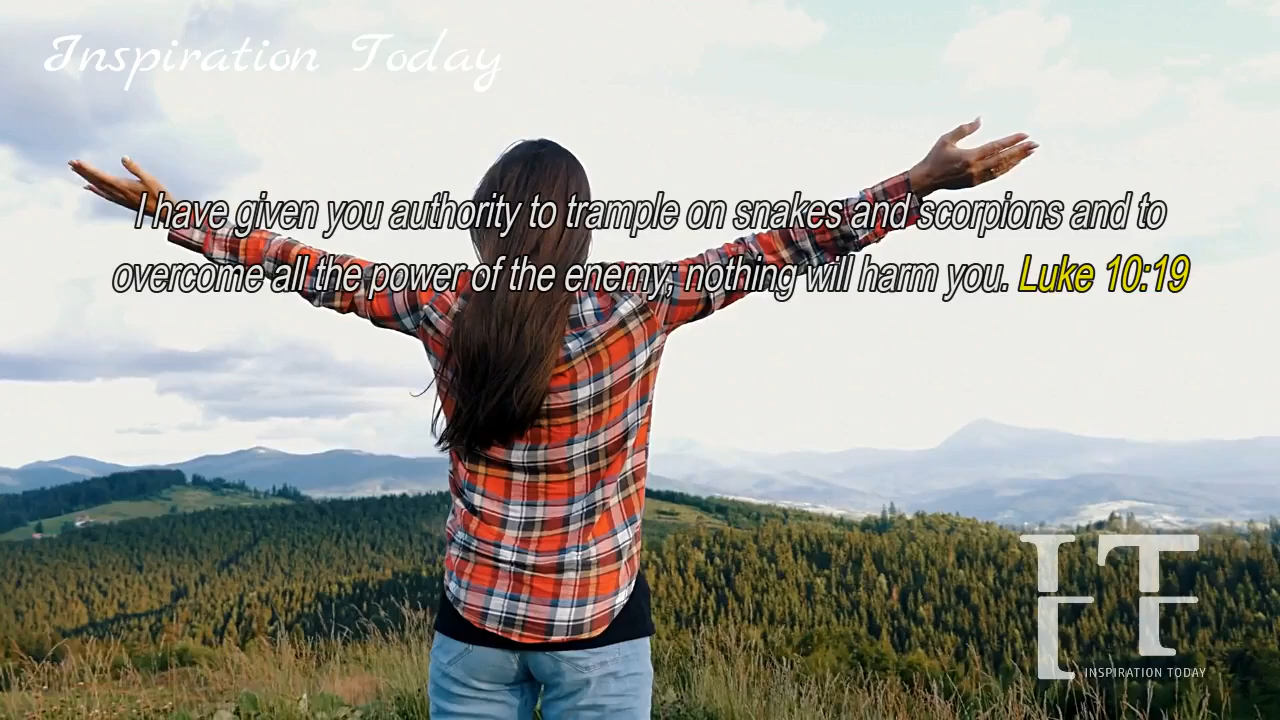 Inspiration Today
I have given you authority to trample on snakes and scorpions and to
overcome all the power of the enemy; nothing will harm you. Luke 10:19
IT
INSPIRATION TODAY